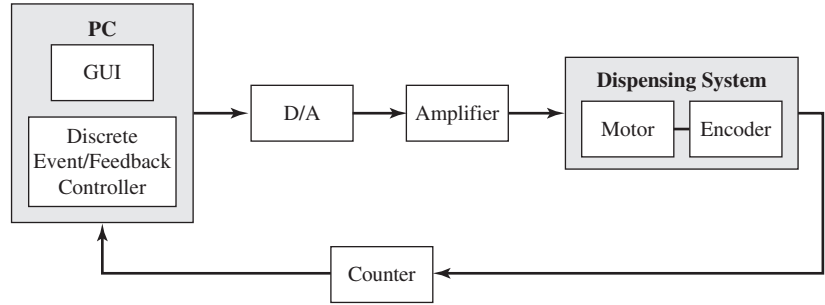 PC
GUI
Discrete
Event/Feedback
Controller
D/A
Amplifier
Dispensing System
Motor
Encoder
Counter